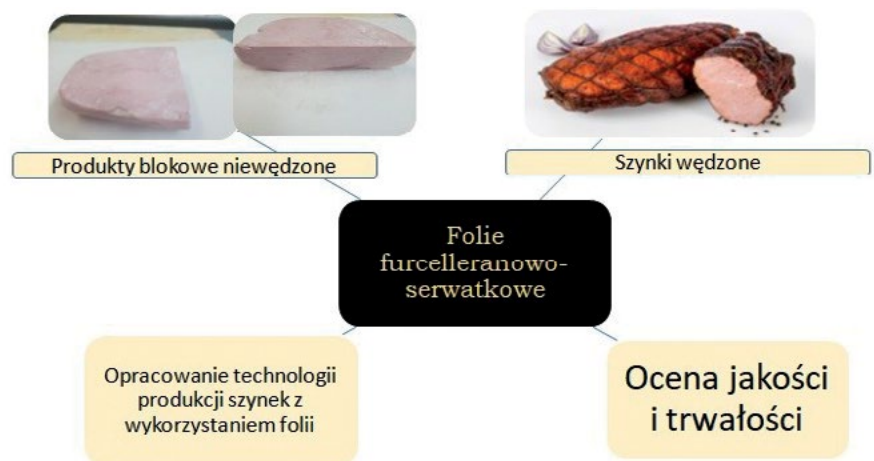 Produkty blokowe niewędzone
Szynki wędzone
Folie
furcelleranowo-
serwatkowe
Opracowanie technologii
produkcji szynek z
wykorzystaniem folii
Ocena jakości
i trwałości